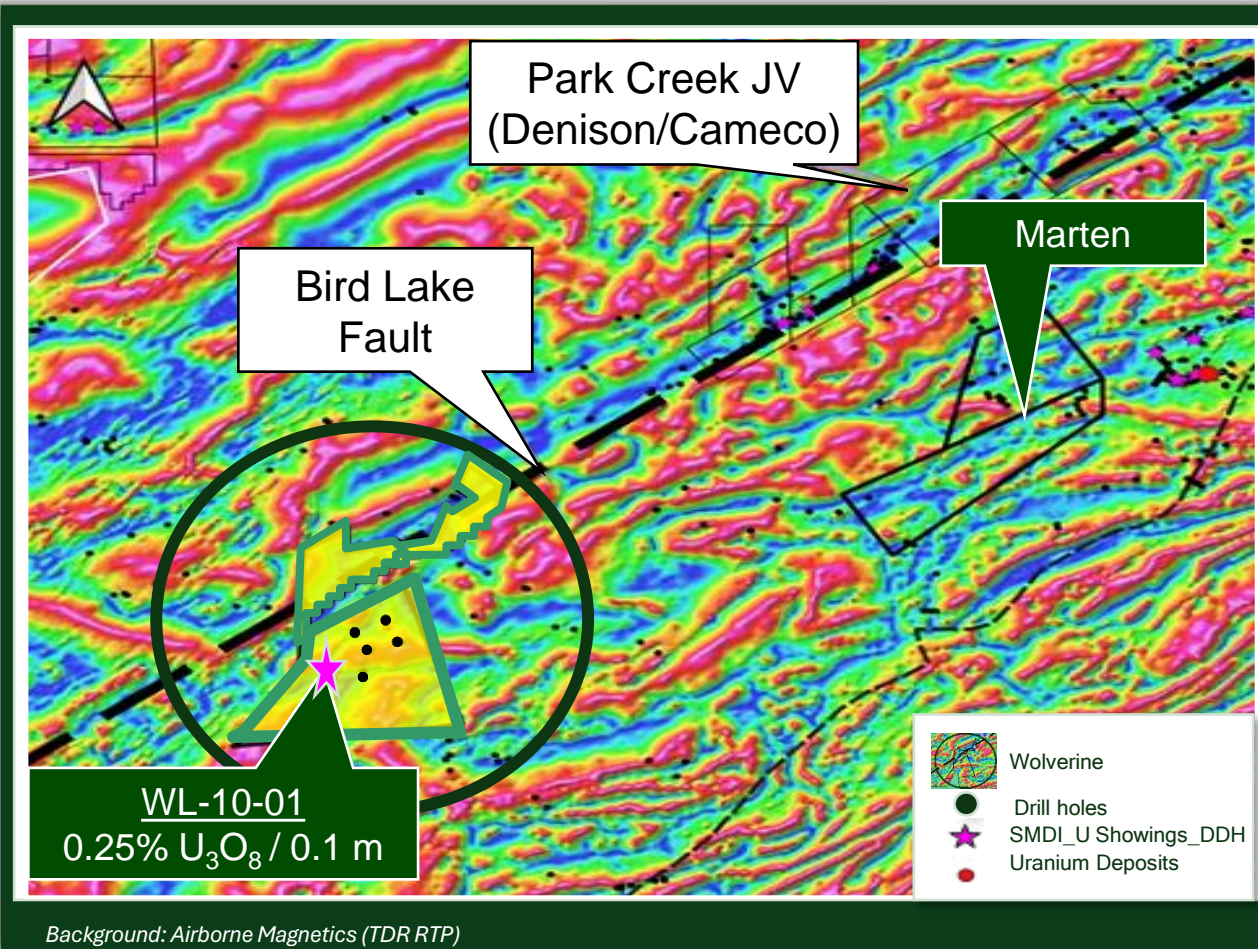 Park Creek JV
(Denison/Cameco)
Marten
Bird Lake
Fault
WL-10-01
0.25% U₃O₈ / 0.1 m
Wolverine
Drill holes
SMDI_U Showings_DDH
Uranium Deposits
Background: Airborne Magnetics (TDR RTP)